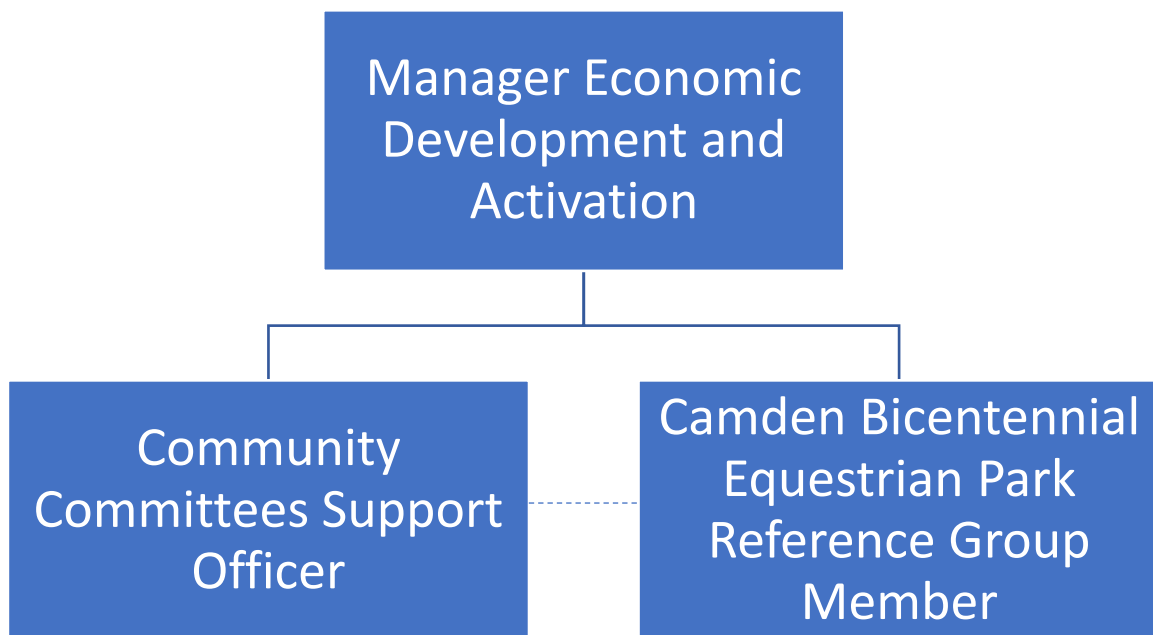 Manager Economic
Development and
Activation
Community
Committees Support
Officer
Camden Bicentennial
Equestrian Park
Reference Group
Member